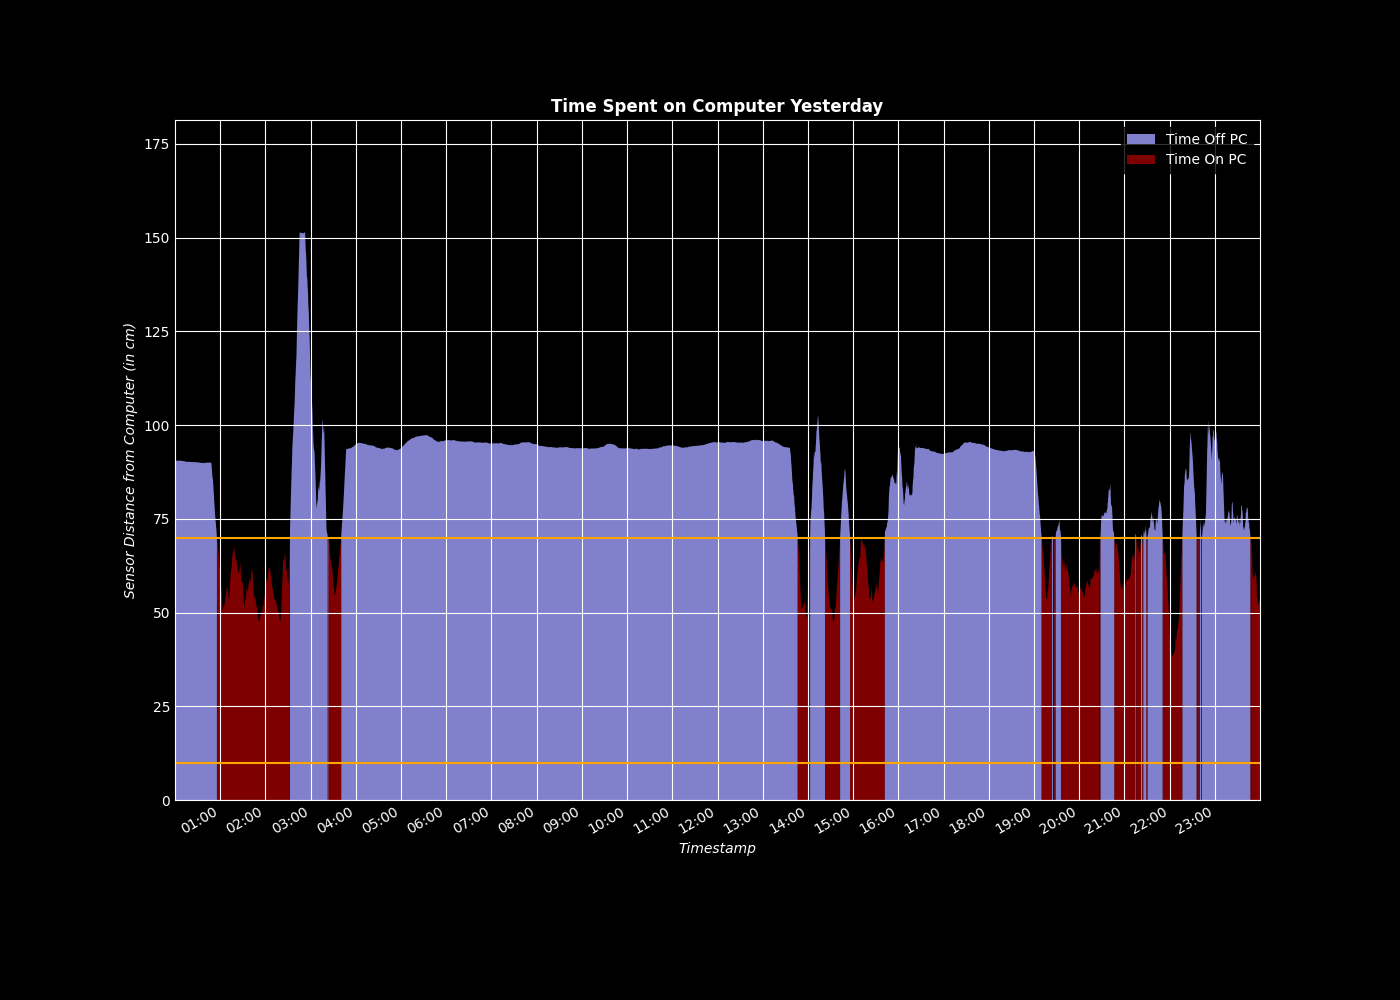 Time Spent on Computer Yesterday
Time Off PC
Time On PC
175
150
125
100
75
50
25
0
Sensor Distance from Computer (in cm)
01:00 02:00 03:00 04:00 05:00 06:00 07:00 08:00 09:00 10:00 11:00 12:00 13:00 14:00 15:00 16:00 17:00 18:00 19:00 20:00 21:00 22:00 23:00
Timestamp